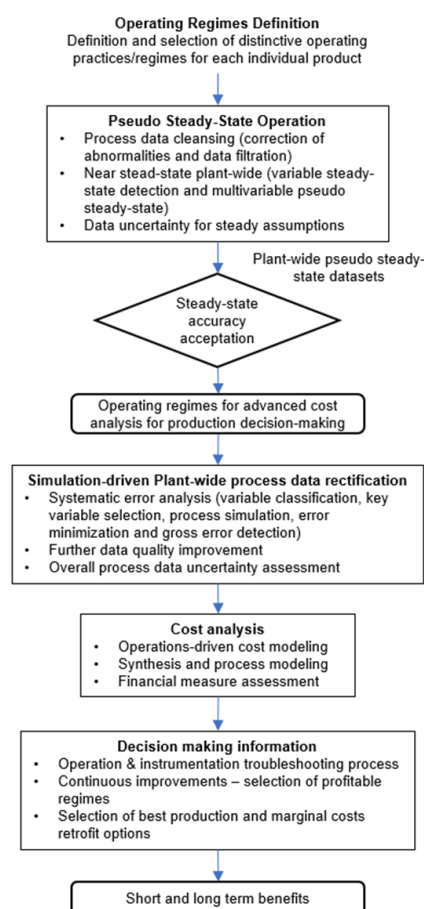 Operating Regimes Definition
Definition and selection of distinctive operating
practices/regimes for each individual product
Pseudo Steady-State Operation
• Process data cleansing (correction of
abnormalities and data filtration)
• Near stead-state plant-wide (variable steady-
state detection and multivariable pseudo
steady-state)
• Data uncertainty for steady assumptions
Plant-wide pseudo steady-
state datasets
Steady-state
accuracy
acceptation
Operating regimes for advanced cost
analysis for production decision-making
Simulation-driven Plant-wide process data rectification
• Systematic error analysis (variable classification, key
variable selection, process simulation, error
minimization and gross error detection)
• Further data quality improvement
• Overall process data uncertainty assessment
Cost analysis
• Operations-driven cost modeling
• Synthesis and process modeling
• Financial measure assessment
Decision making information
• Operation & instrumentation troubleshooting process
• Continuous improvements – selection of profitable
regimes
• Selection of best production and marginal costs
retrofit options
Short and long term benefits